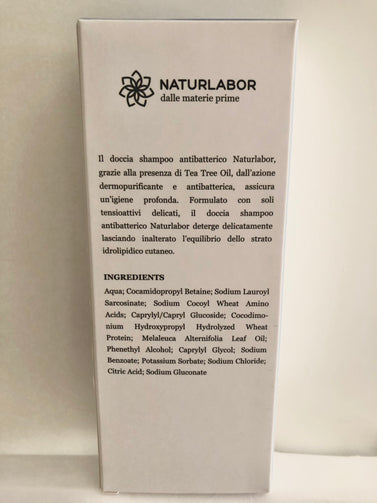 NATURLABOR
dalle materie prime
Il doccia shampoo antibatterico Naturlabor,
grazie alla presenza di Tea Tree Oil, dall'azione
dermopurificante e antibatterica, assicura
un'igiene profonda. Formulato con soli
tensioattivi delicati, il doccia shampoo
antibatterico Naturlabor deterge delicatamente
lasciando inalterato l'equilibrio dello strato
idrolipidico cutaneo.
INGREDIENTS
Aqua; Cocamidopropyl Betaine; Sodium Lauroyl
Sarcosinate; Sodium Cocoyl Wheat Amino
Acids; Caprylyl/Capryl Glucoside; Cocodimo-
nium Hydroxypropyl Hydrolyzed Wheat
Protein; Melaleuca Alternifolia Leaf Oil;
Phenethyl Alcohol; Caprylyl Glycol; Sodium
Benzoate; Potassium Sorbate; Sodium Chloride;
Citric Acid; Sodium Gluconate